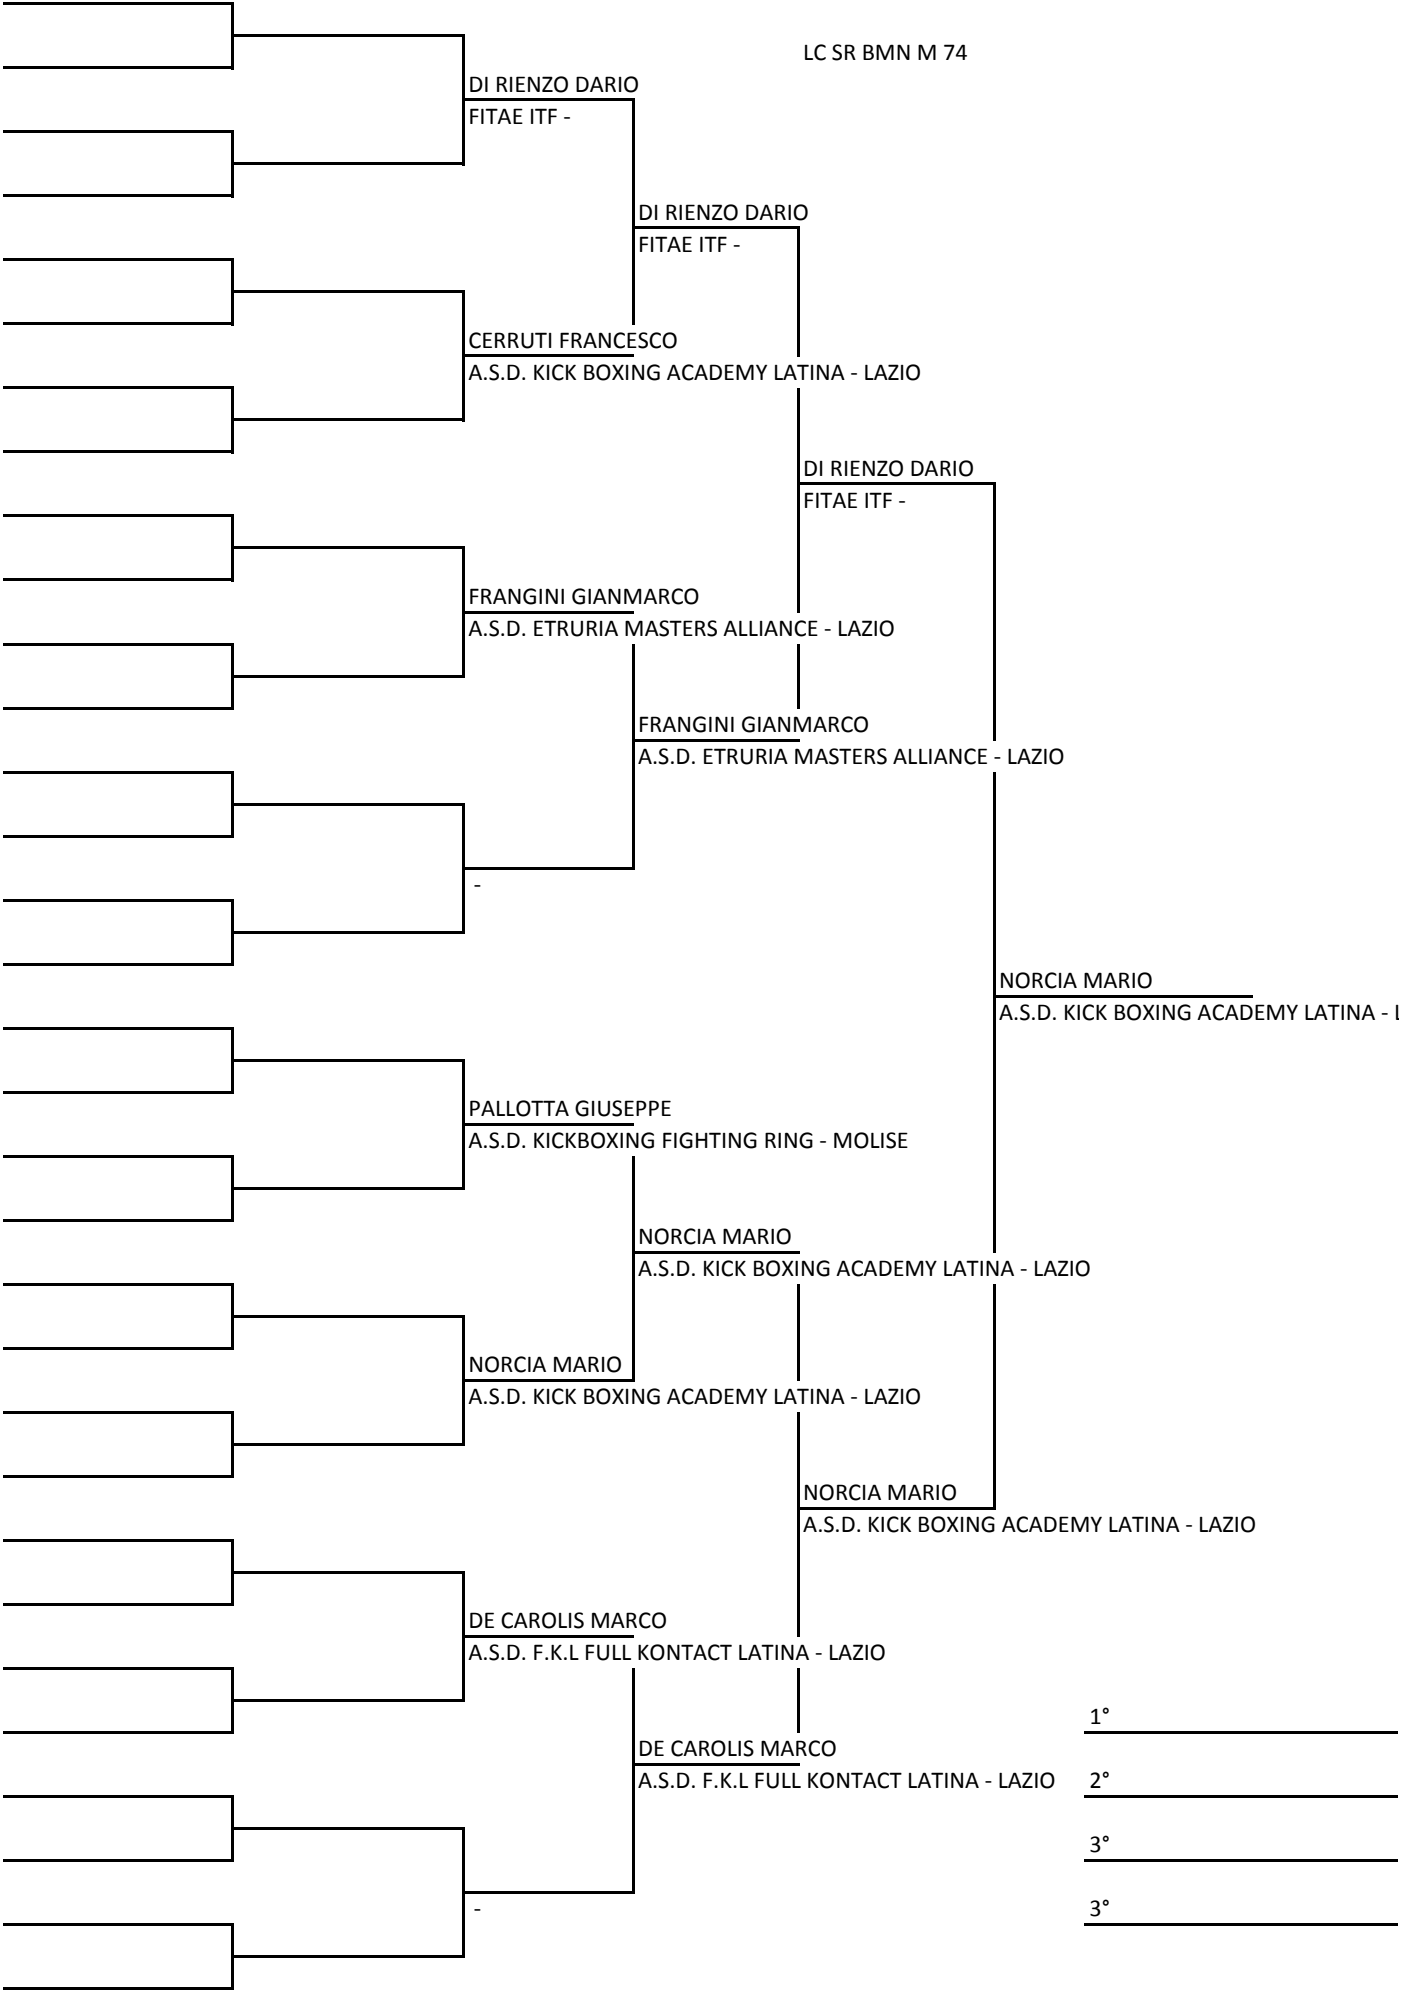 LC SR BMN M 74
DI RIENZO DARIO
FITAE ITF -
DI RIENZO DARIO
FITAE ITF -
CERRUTI FRANCESCO
A.S.D. KICK BOXING ACADEMY LATINA - LAZIO
DI RIENZO DARIO
FITAE ITF -
FRANGINI GIANMARCO
A.S.D. ETRURIA MASTERS ALLIANCE - LAZIO
FRANGINI GIANMARCO
A.S.D. ETRURIA MASTERS ALLIANCE - LAZIO
-
NORCIA MARIO
A.S.D. KICK BOXING ACADEMY LATINA - L
PALLOTTA GIUSEPPE
A.S.D. KICKBOXING FIGHTING RING - MOLISE
NORCIA MARIO
A.S.D. KICK BOXING ACADEMY LATINA - LAZIO
NORCIA MARIO
A.S.D. KICK BOXING ACADEMY LATINA - LAZIO
NORCIA MARIO
A.S.D. KICK BOXING ACADEMY LATINA - LAZIO
DE CAROLIS MARCO
A.S.D. F.K.L FULL KONTACT LATINA - LAZIO
1°
DE CAROLIS MARCO
A.S.D. F.K.L FULL KONTACT LATINA - LAZIO
2°
3°
-
3°